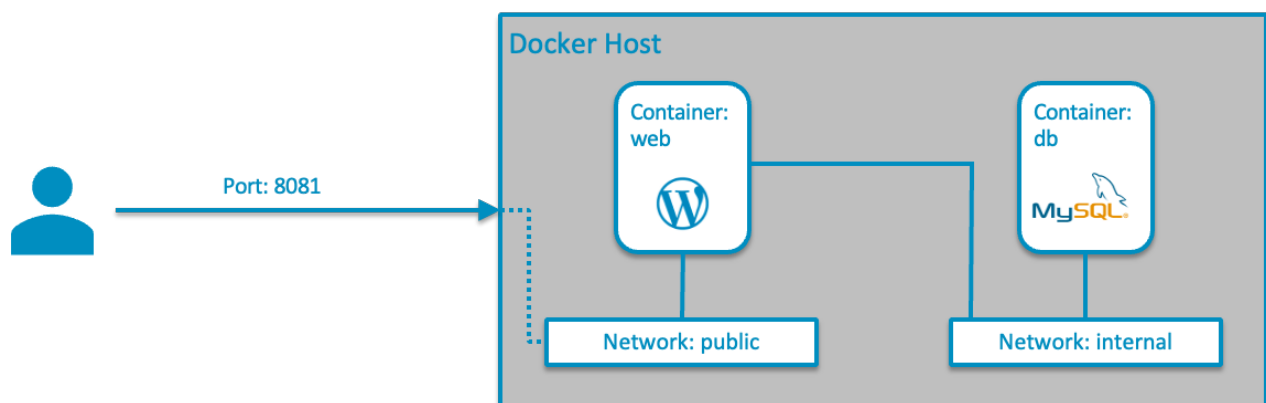 Docker Host
Container:
web
Container:
db
Port: 8081
MySQL®
Network: public
Network: internal